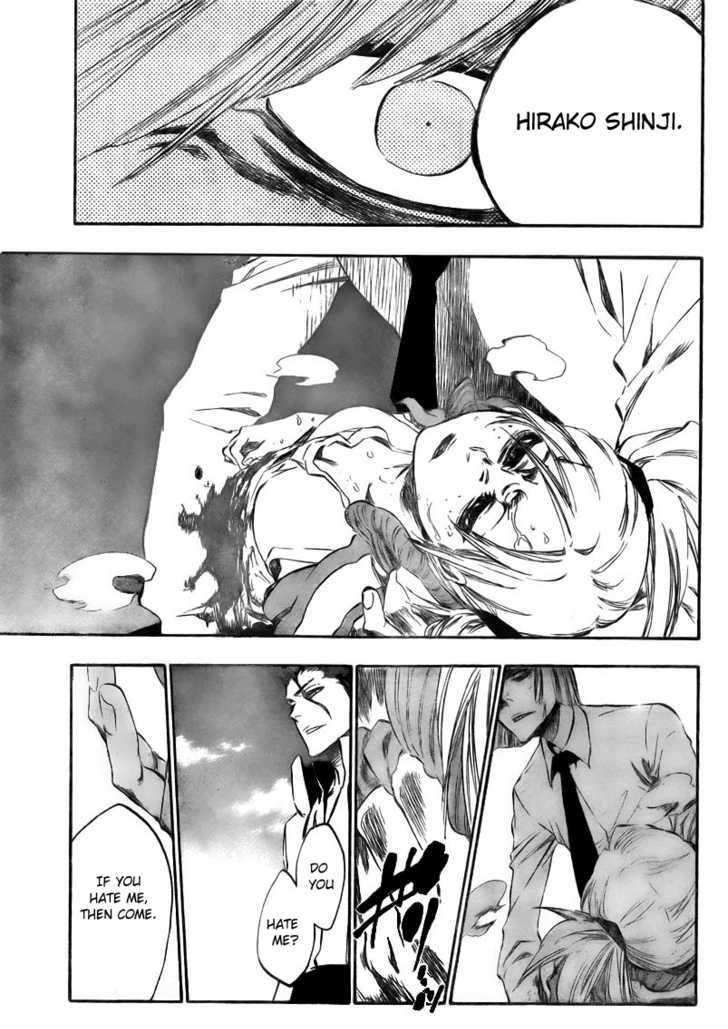 HIRAKO SHINJI.
DO
YOU
HATE
ME?
IF YOU
HATE ME,
THEN COME.